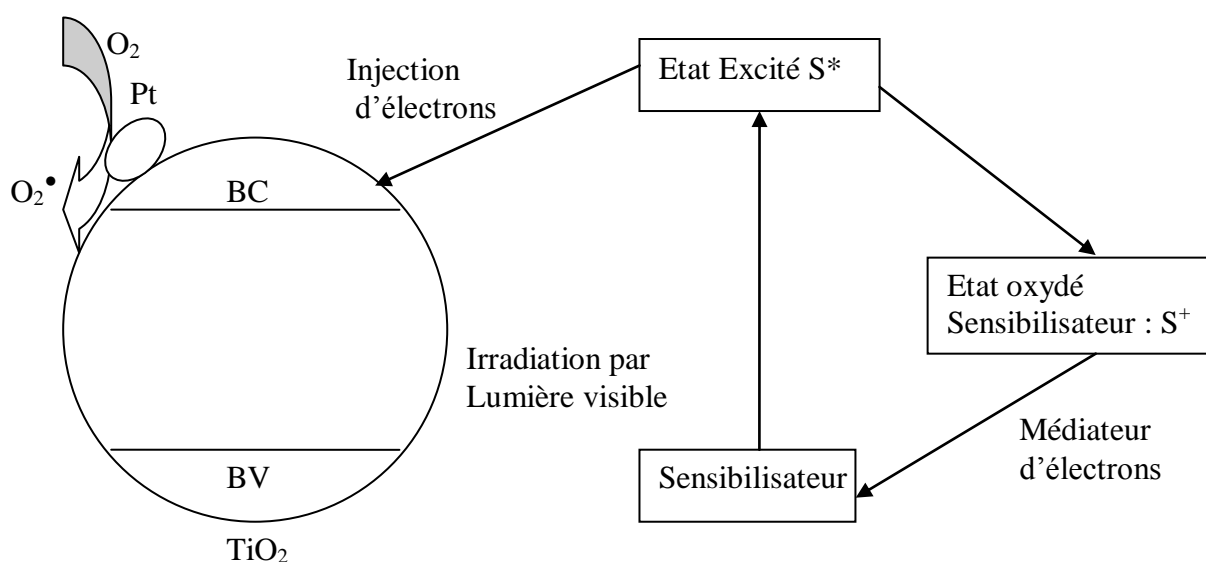 O₂
Pt
O₂•
BC
BV
TiO₂
Injection
d’électrons
Etat Excité S*
Irradiation par
Lumière visible
Etat oxydé
Sensibilisateur : S⁺
Sensibilisateur
Médiateur
d’électrons